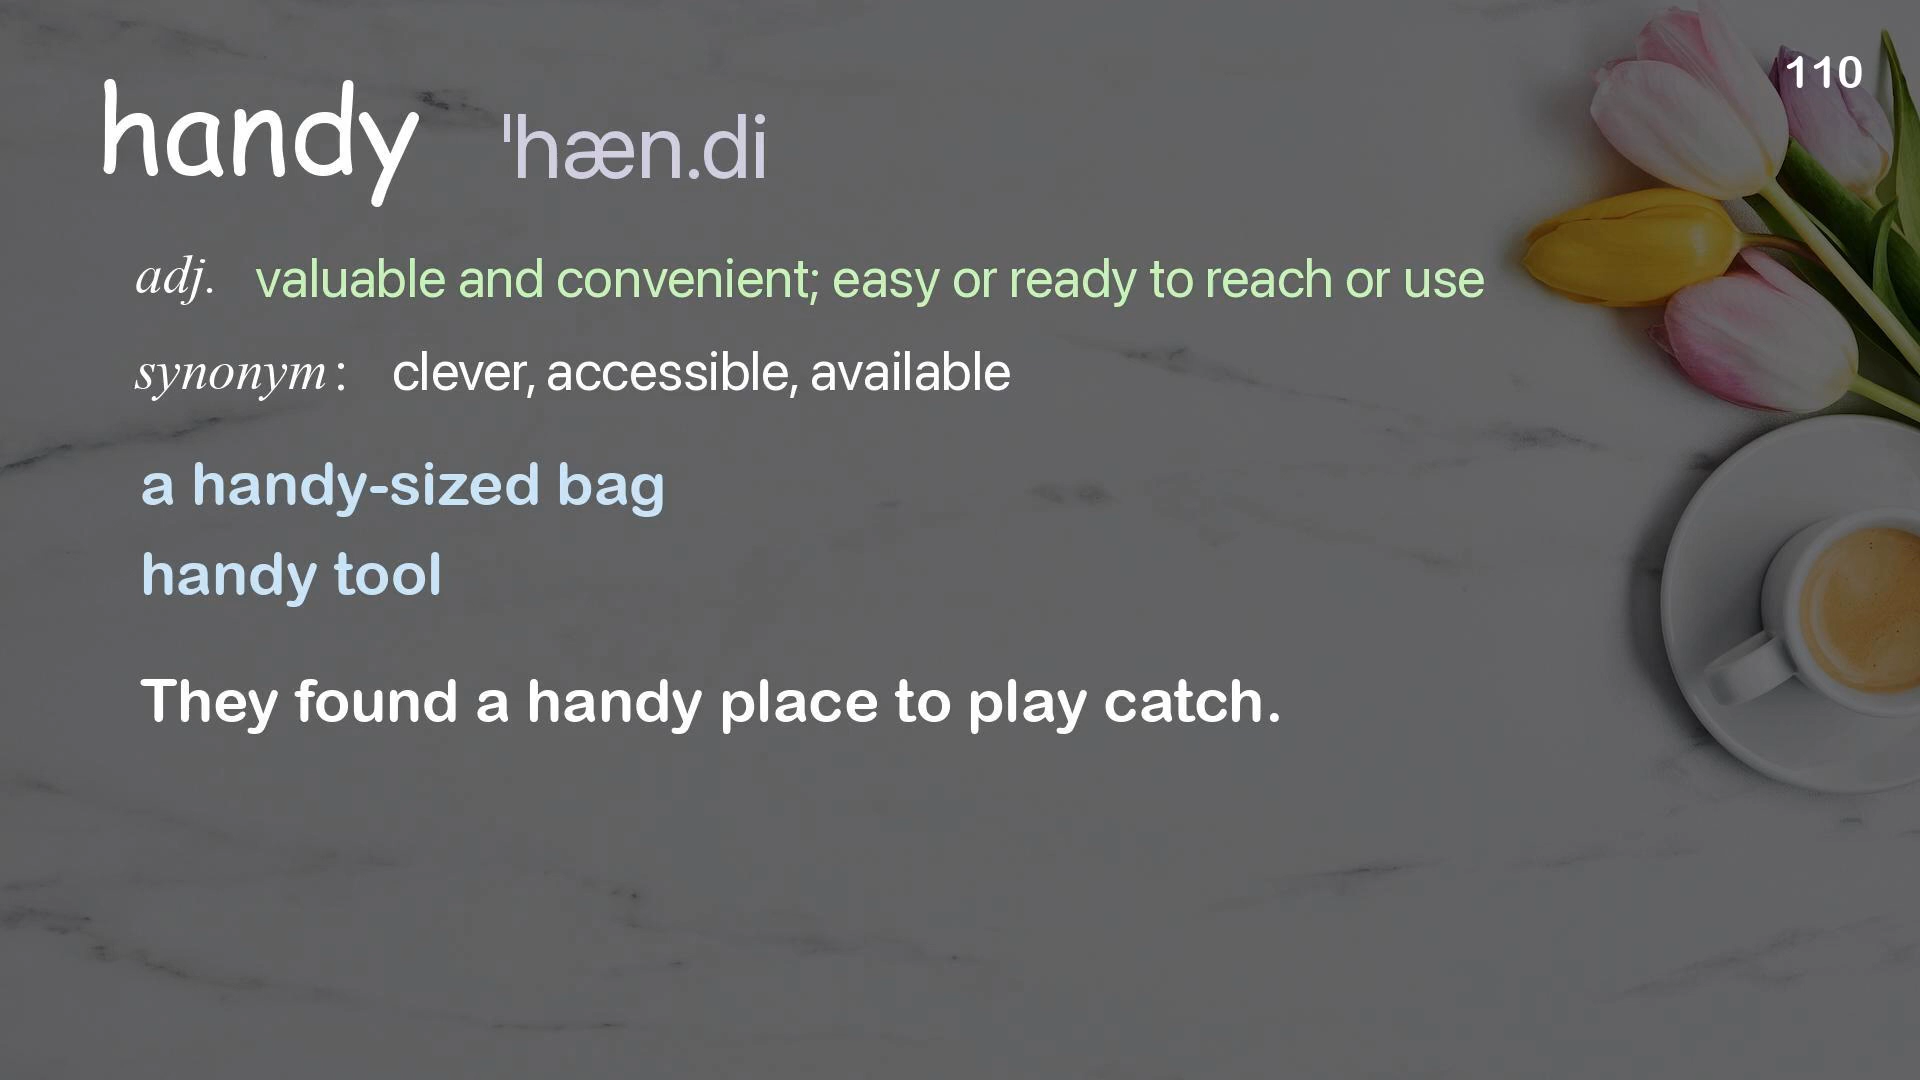 110
handy ˈhæn.di
adj. valuable and convenient; easy or ready to reach or use
synonym: clever, accessible, available
a handy-sized bag
handy tool
They found a handy place to play catch.